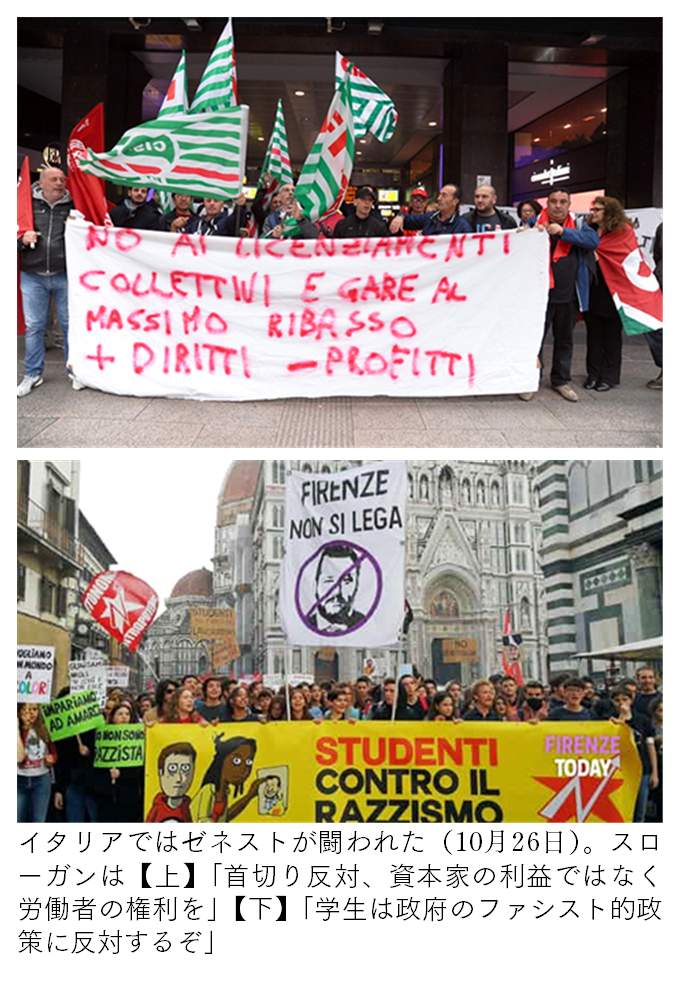 NO AI LICENZIAMENTI
COLLETTIVI E GARE AL
MASSIMO RIBASSO
+ DIRITTI - PROFITTI
FIRENZE
NON SI LEGA
UN MONDO
A
COLORI
IMPARIAMO
AD AMARE
NON SONO
RAZZISTA
STUDENTI
NO
STUDENTI
CONTRO IL
RAZZISMO
FIRENZE
TODAY
イタリアではゼネストが闘われた（10月26日）。スロ
ーガンは【上】「首切り反対、資本家の利益ではなく
労働者の権利を」【下】「学生は政府のファシスト的政
策に反対するぞ」